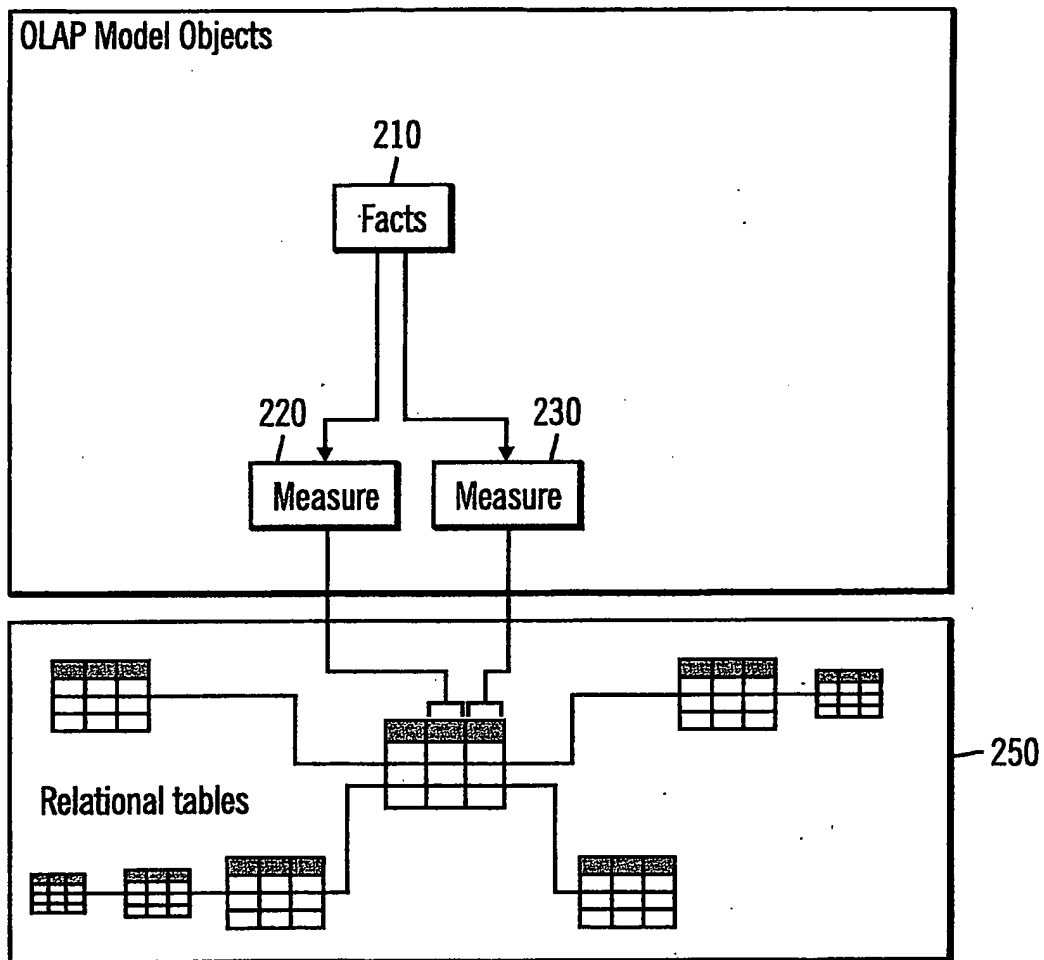 OLAP Model Objects
210
Facts
220
230
Measure
Measure
250
Relational tables